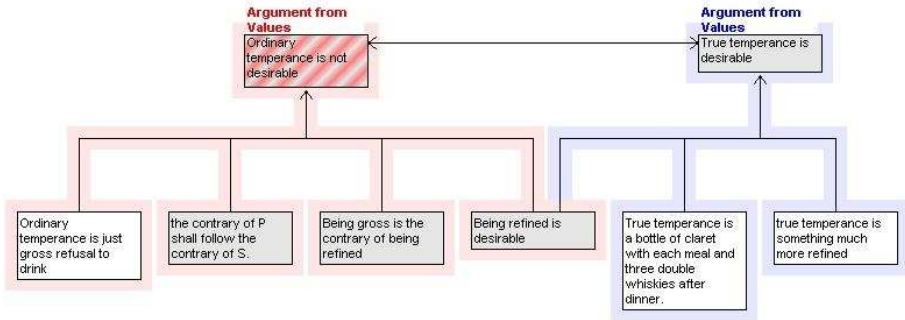 Argument from
Values
Ordinary
temperance is not
desirable
Argument from
Values
True temperance is
desirable
Ordinary
temperance is just
gross refusal to
drink
the contrary of P
shall follow the
contrary of S.
Being gross is the
contrary of being
refined
Being refined is
desirable
True temperance is
a bottle of claret
with each meal and
three double
whiskies after
dinner.
true temperance is
something much
more refined